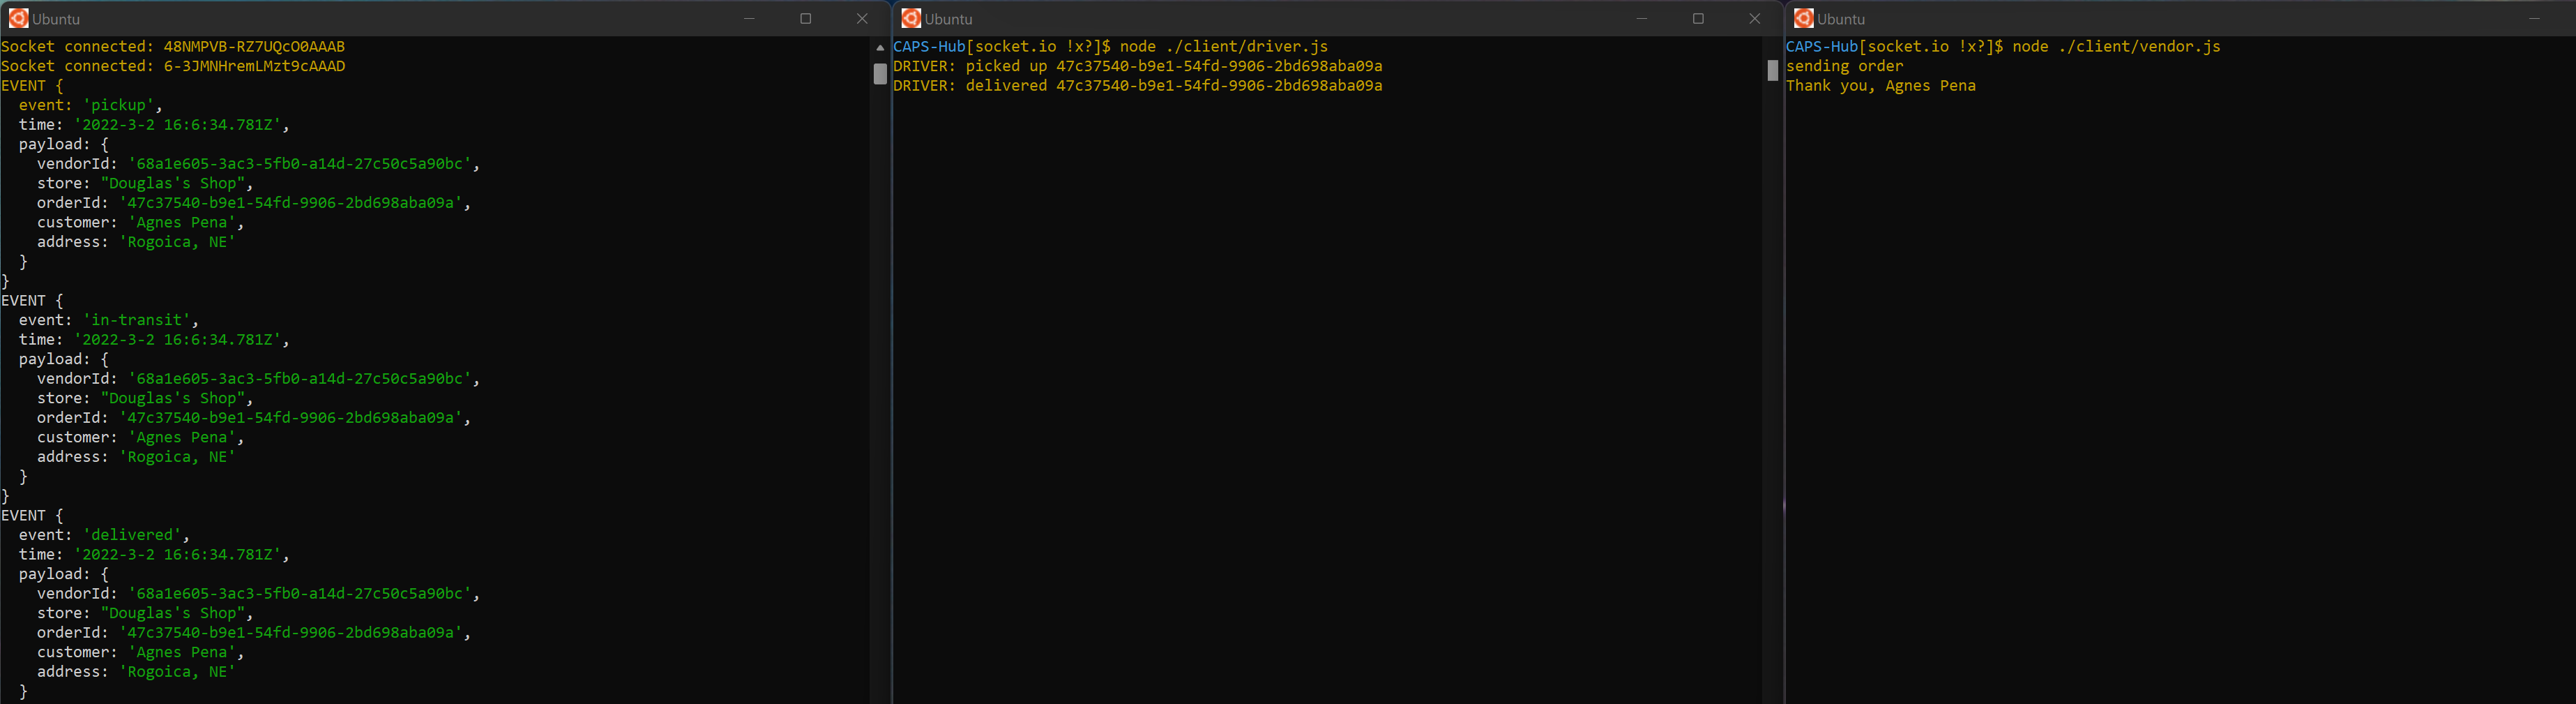 Ubuntu
Socket connected: 48NMPVB-RZ7UQcO0AAAB
Socket connected: 6-3JMNHremLMzt9cAAAD
EVENT {
  event: 'pickup',
  time: '2022-3-2 16:6:34.781Z',
  payload: {
    vendorId: '68a1e605-3ac3-5fb0-a14d-27c50c5a90bc',
    store: "Douglas's Shop",
    orderId: '47c37540-b9e1-54fd-9906-2bd698aba09a',
    customer: 'Agnes Pena',
    address: 'Rogoica, NE'
  }
}
EVENT {
  event: 'in-transit',
  time: '2022-3-2 16:6:34.781Z',
  payload: {
    vendorId: '68a1e605-3ac3-5fb0-a14d-27c50c5a90bc',
    store: "Douglas's Shop",
    orderId: '47c37540-b9e1-54fd-9906-2bd698aba09a',
    customer: 'Agnes Pena',
    address: 'Rogoica, NE'
  }
}
EVENT {
  event: 'delivered',
  time: '2022-3-2 16:6:34.781Z',
  payload: {
    vendorId: '68a1e605-3ac3-5fb0-a14d-27c50c5a90bc',
    store: "Douglas's Shop",
    orderId: '47c37540-b9e1-54fd-9906-2bd698aba09a',
    customer: 'Agnes Pena',
    address: 'Rogoica, NE'
  }
Ubuntu
CAPS-Hub[socket.io !x?]$ node ./client/driver.js
DRIVER: picked up 47c37540-b9e1-54fd-9906-2bd698aba09a
DRIVER: delivered 47c37540-b9e1-54fd-9906-2bd698aba09a
Ubuntu
CAPS-Hub[socket.io !x?]$ node ./client/vendor.js
sending order
Thank you, Agnes Pena